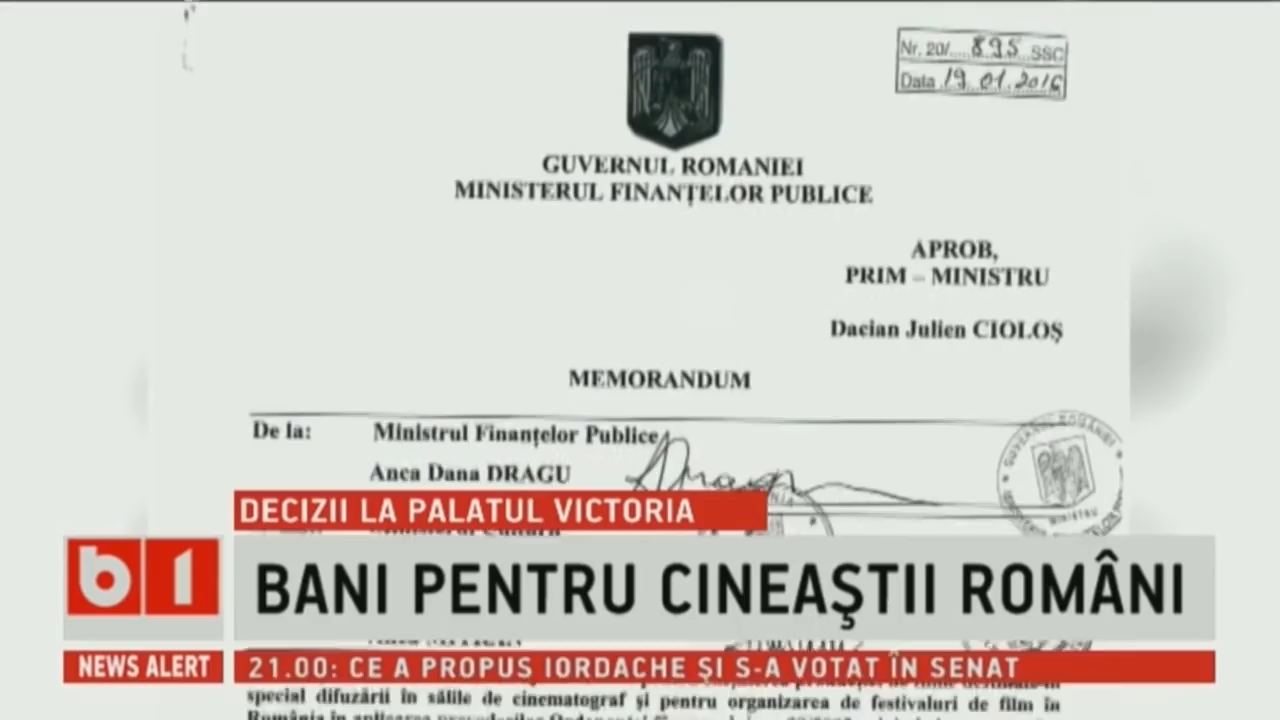 Nr. 20/....895 SSC
Data 19.01.2016
GUVERNUL ROMANIEI
MINISTERUL FINANȚELOR PUBLICE
APROB,
PRIM – MINISTRU
Dacian Julien CIOLOȘ
MEMORANDUM
De la: Ministrul Finanțelor Publice
Anca Dana DRAGU
DECIZII LA PALATUL VICTORIA
b1 BANI PENTRU CINEAŞTII ROMÂNI
NEWS ALERT 21.00: CE A PROPUS IORDACHE ŞI S-A VOTAT ÎN SENAT
special difuzării în sălile de cinematograf și pentru organizarea de festivaluri de film în